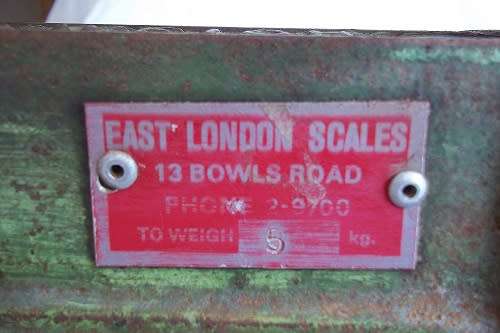 EAST LONDON SCALES
13 BOWLS ROAD
PHONE 2-9700
TO WEIGH 5 kg.